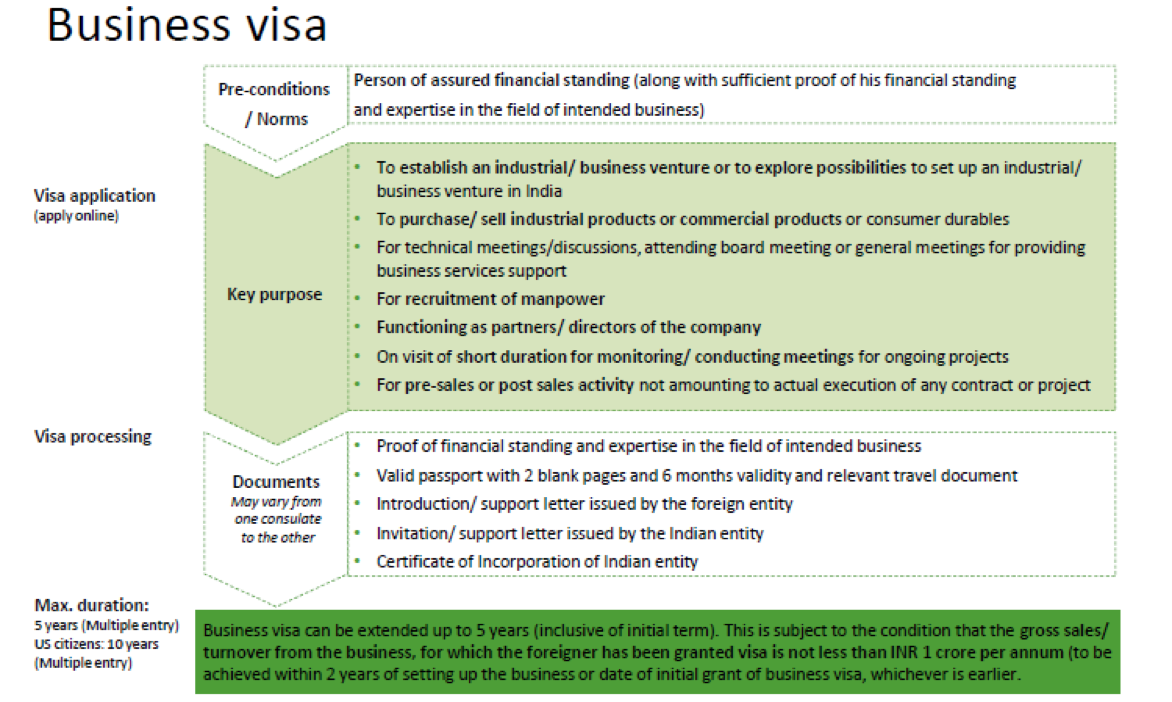 Business visa
Pre-conditions
/ Norms
Person of assured financial standing (along with sufficient proof of his financial standing
and expertise in the field of intended business)
Visa application
(apply online)
Key purpose
• To establish an industrial/ business venture or to explore possibilities to set up an industrial/
business venture in India
• To purchase/ sell industrial products or commercial products or consumer durables
• For technical meetings/discussions, attending board meeting or general meetings for providing
business services support
• For recruitment of manpower
• Functioning as partners/ directors of the company
• On visit of short duration for monitoring/ conducting meetings for ongoing projects
• For pre-sales or post sales activity not amounting to actual execution of any contract or project
Visa processing
Documents
May vary from
one consulate
to the other
• Proof of financial standing and expertise in the field of intended business
• Valid passport with 2 blank pages and 6 months validity and relevant travel document
• Introduction/ support letter issued by the foreign entity
• Invitation/ support letter issued by the Indian entity
• Certificate of Incorporation of Indian entity
Max. duration:
5 years (Multiple entry)
US citizens: 10 years
(Multiple entry)
Business visa can be extended up to 5 years (inclusive of initial term). This is subject to the condition that the gross sales/
turnover from the business, for which the foreigner has been granted visa is not less than INR 1 crore per annum (to be
achieved within 2 years of setting up the business or date of initial grant of business visa, whichever is earlier.